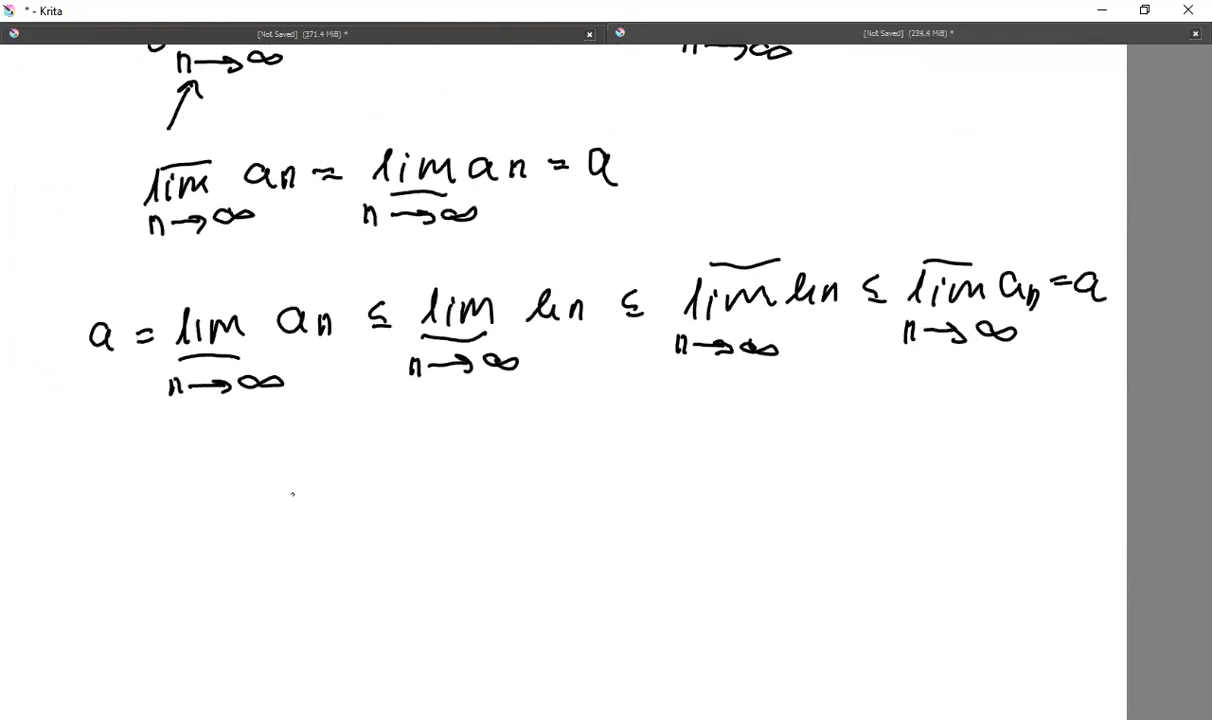 * - Krita
[Not Saved] (371.4 MiB) *
[Not Saved] (236.6 MiB) *
n→∞
n→∞
lim an = lim an = a
n→∞ n→∞
a = lim an ≤ lim bn ≤ lim bn ≤ lim an = a
n→∞ n→∞ n→∞ n→∞